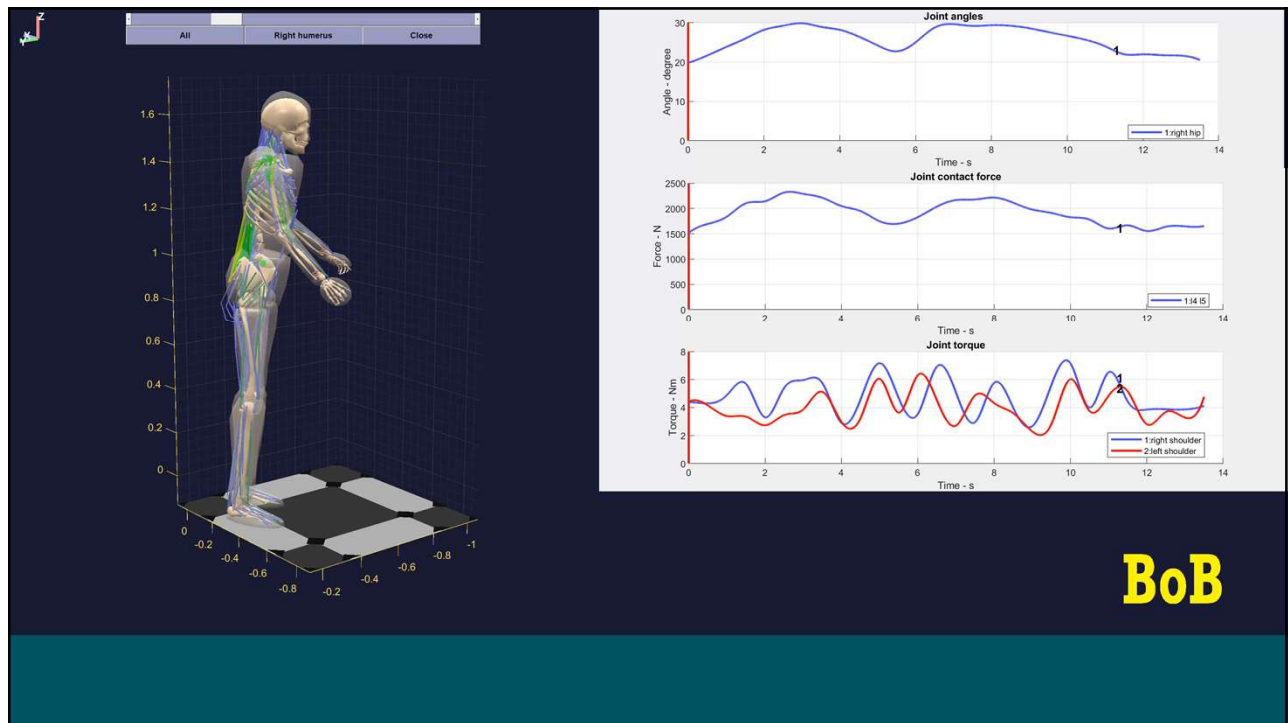 Z
X
Y
All
Right humerus
Close
1.6
1.4
1.2
1
0.8
0.6
0.4
0.2
0
0
-0.2
-0.4
-0.6
-0.8
-0.2
-0.4
-0.6
-0.8
-1
Joint angles
30
20
10
0
Angle - degree
1
1:right hip
0 2 4 6 8 10 12 14
Time - s
Joint contact force
2500
2000
1500
1000
500
0
Force - N
1
1:l4 l5
0 2 4 6 8 10 12 14
Time - s
Joint torque
8
6
4
2
0
Torque - Nm
1
2
1:right shoulder
2:left shoulder
0 2 4 6 8 10 12 14
Time - s
BoB